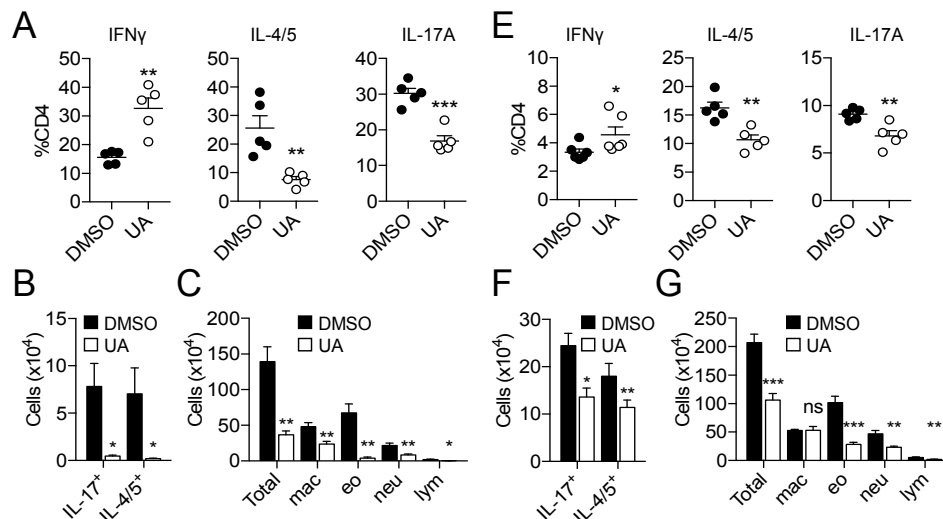 A
IFNγ
IL-4/5
IL-17A
%CD4
50
40
30
20
10
0
**
DMSO
UA
50
40
30
20
10
0
**
DMSO
UA
40
30
20
10
0
***
DMSO
UA
E
IFNγ
IL-4/5
IL-17A
%CD4
10
8
6
4
2
0
*
DMSO
UA
25
20
15
10
5
0
**
DMSO
UA
15
10
5
0
**
DMSO
UA
B
DMSO
UA
Cells (x10⁴)
15
10
5
0
*
*
IL-17⁺
IL-4/5⁺
C
DMSO
UA
Cells (x10⁴)
200
150
100
50
0
**
**
**
**
*
Total
mac
eo
neu
lym
F
DMSO
UA
Cells (x10⁴)
30
20
10
0
*
**
IL-17⁺
IL-4/5⁺
G
DMSO
UA
Cells (x10⁴)
250
200
150
100
50
0
***
ns
***
**
**
Total
mac
eo
neu
lym